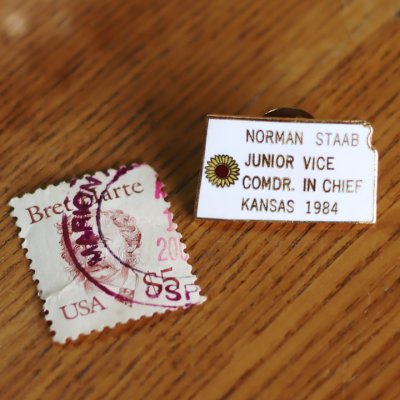 Bret Harte
MARION
$5
USA
NORMAN STAAB
JUNIOR VICE
COMDR. IN CHIEF
KANSAS 1984